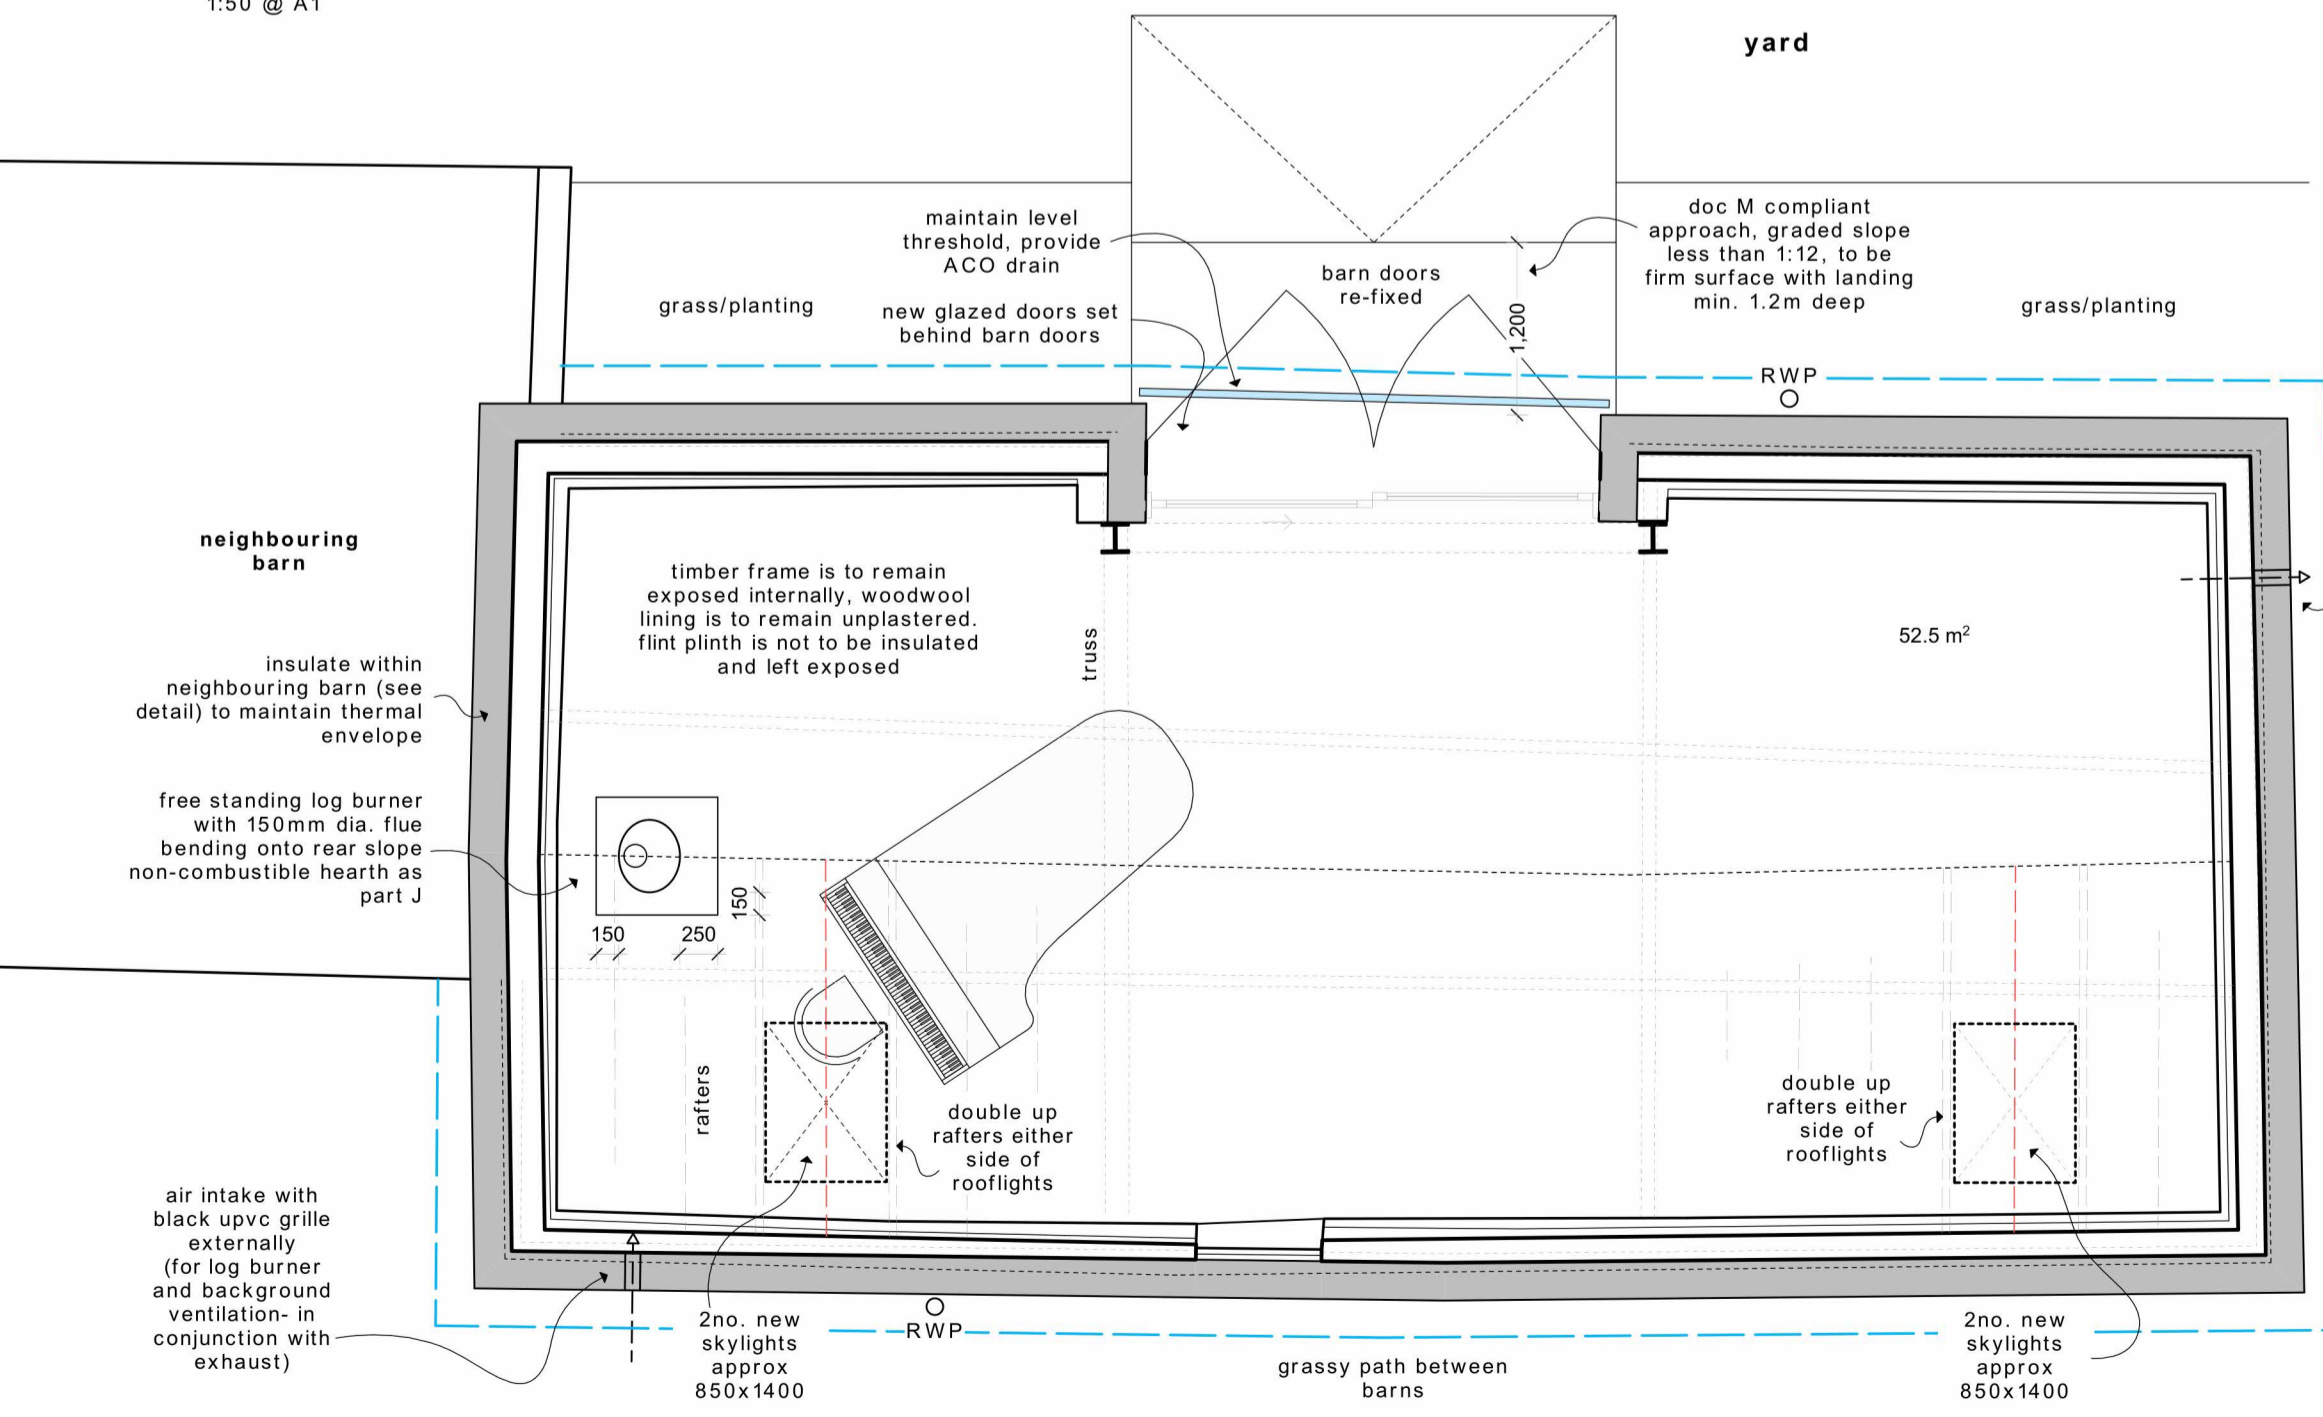 1:50 @ A1
yard
maintain level
threshold, provide
ACO drain
doc M compliant
approach, graded slope
less than 1:12, to be
firm surface with landing
min. 1.2m deep
barn doors
re-fixed
grass/planting
new glazed doors set
behind barn doors
1,200
grass/planting
RWP
neighbouring
barn
timber frame is to remain
exposed internally, woodwool
lining is to remain unplastered.
flint plinth is not to be insulated
and left exposed
truss
52.5 m²
insulate within
neighbouring barn (see
detail) to maintain thermal
envelope
free standing log burner
with 150mm dia. flue
bending onto rear slope
non-combustible hearth as
part J
150
150
250
rafters
double up
rafters either
side of
rooflights
double up
rafters either
side of
rooflights
air intake with
black upvc grille
externally
(for log burner
and background
ventilation- in
conjunction with
exhaust)
2no. new
skylights
approx
850x1400
RWP
grassy path between
barns
2no. new
skylights
approx
850x1400